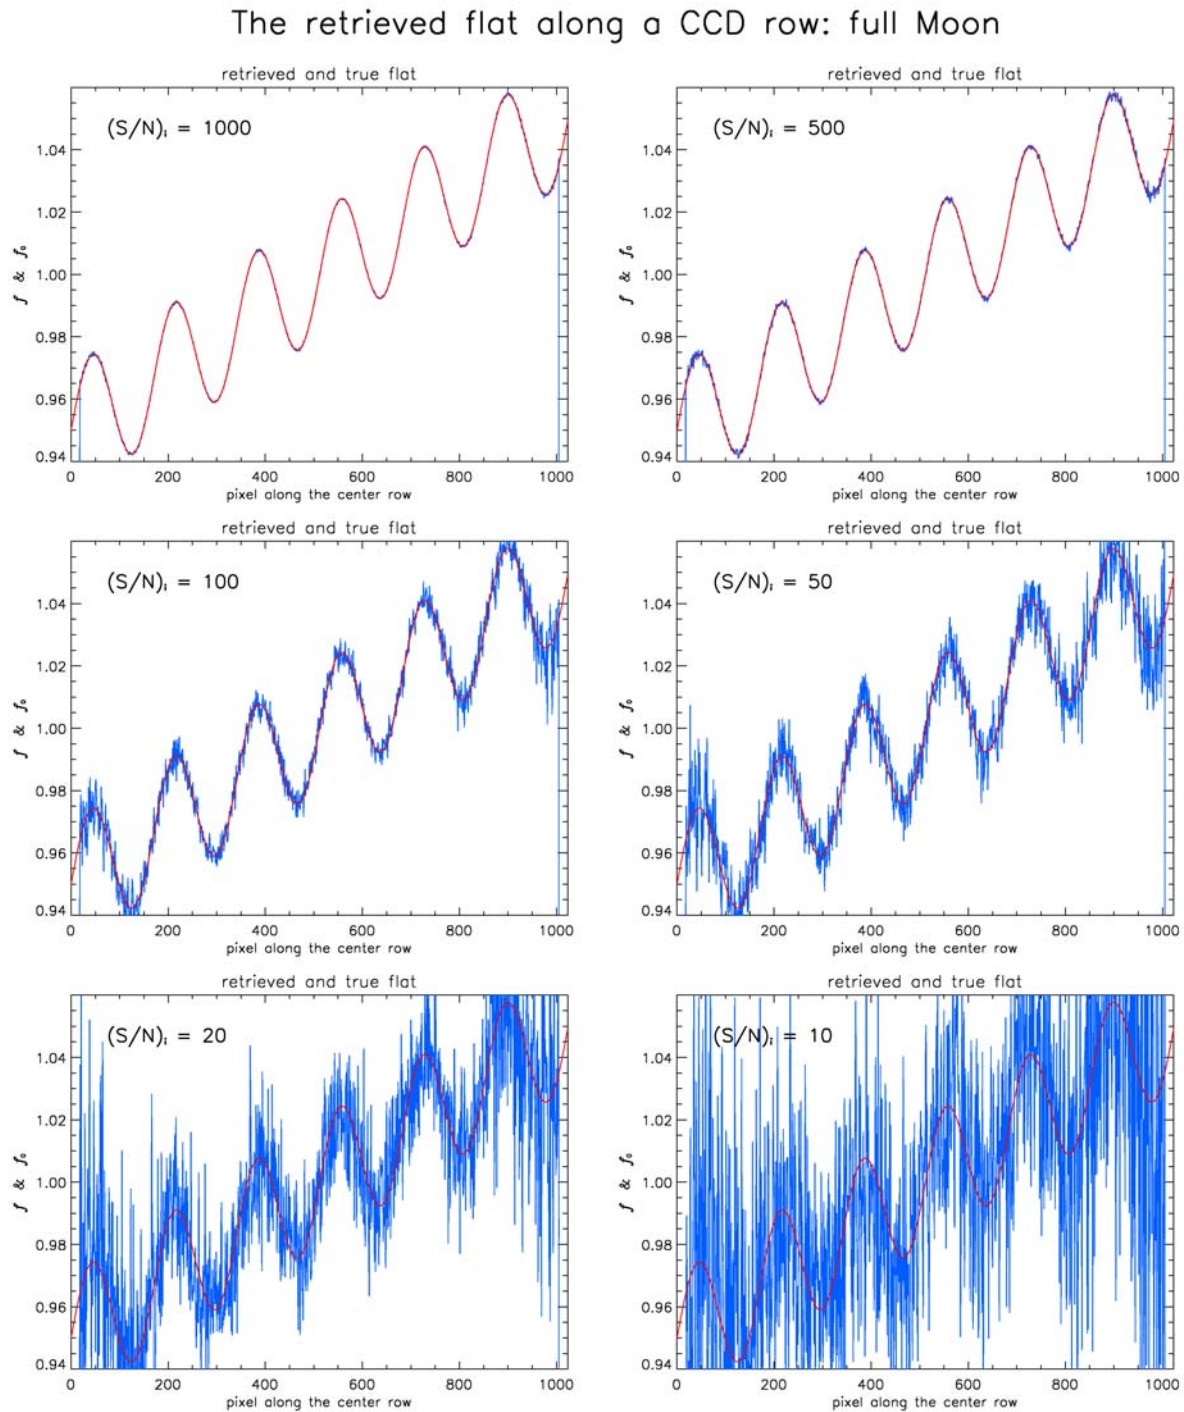 The retrieved flat along a CCD row: full Moon
retrieved and true flat
(S/N)i = 1000
1.04
1.02
1.00
0.98
0.96
0.94
f & f₀
0 200 400 600 800 1000
pixel along the center row
retrieved and true flat
(S/N)i = 500
1.04
1.02
1.00
0.98
0.96
0.94
f & f₀
0 200 400 600 800 1000
pixel along the center row
retrieved and true flat
(S/N)i = 100
1.04
1.02
1.00
0.98
0.96
0.94
f & f₀
0 200 400 600 800 1000
pixel along the center row
retrieved and true flat
(S/N)i = 50
1.04
1.02
1.00
0.98
0.96
0.94
f & f₀
0 200 400 600 800 1000
pixel along the center row
retrieved and true flat
(S/N)i = 20
1.04
1.02
1.00
0.98
0.96
0.94
f & f₀
0 200 400 600 800 1000
pixel along the center row
retrieved and true flat
(S/N)i = 10
1.04
1.02
1.00
0.98
0.96
0.94
f & f₀
0 200 400 600 800 1000
pixel along the center row